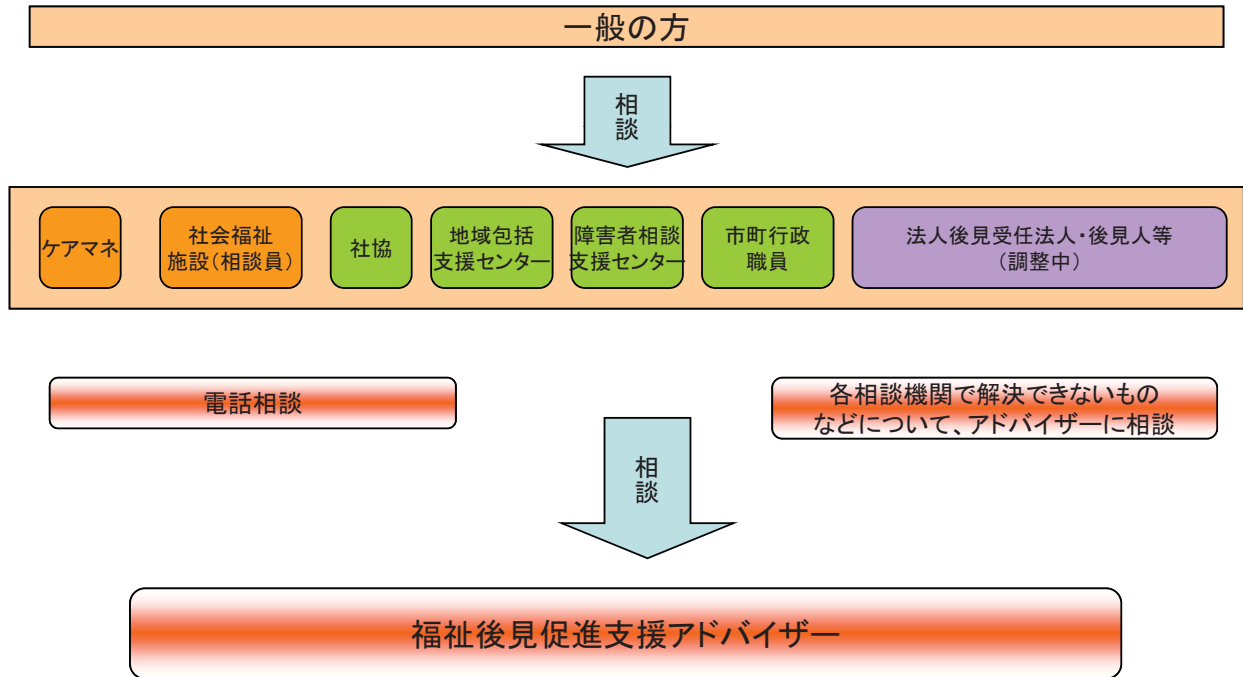 一般の方
相談
ケアマネ
社会福祉
施設(相談員)
社協
地域包括
支援センター
障害者相談
支援センター
市町行政
職員
法人後見受任法人・後見人等
(調整中)
電話相談
各相談機関で解決できないもの
などについて、アドバイザーに相談
相談
福祉後見促進支援アドバイザー